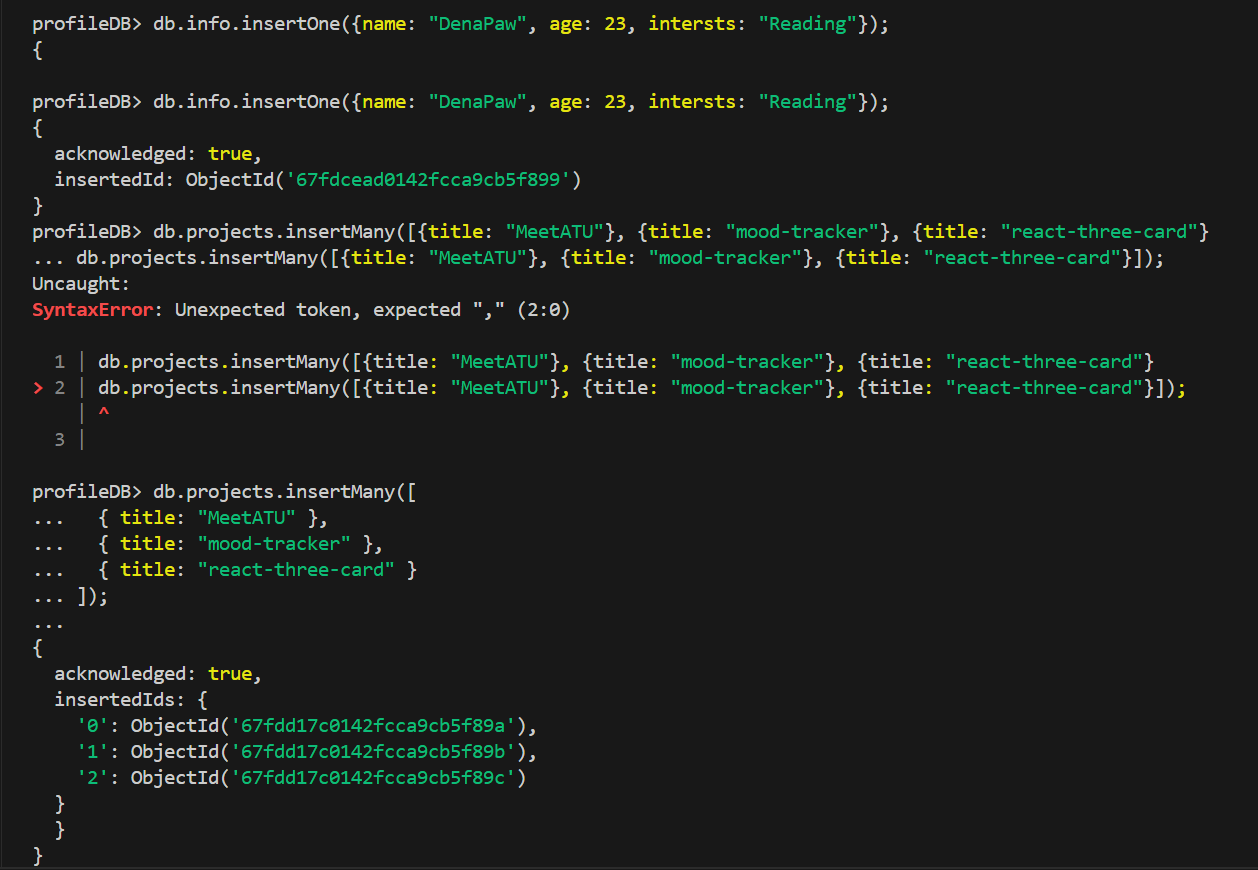 profileDB> db.info.insertOne({name: "DenaPaw", age: 23, intersts: "Reading"});
{

profileDB> db.info.insertOne({name: "DenaPaw", age: 23, intersts: "Reading"});
{
  acknowledged: true,
  insertedId: ObjectId('67fdcead0142fcca9cb5f899')
}
profileDB> db.projects.insertMany([{title: "MeetATU"}, {title: "mood-tracker"}, {title: "react-three-card"}
... db.projects.insertMany([{title: "MeetATU"}, {title: "mood-tracker"}, {title: "react-three-card"}]);
Uncaught:
SyntaxError: Unexpected token, expected "," (2:0)

  1 | db.projects.insertMany([{title: "MeetATU"}, {title: "mood-tracker"}, {title: "react-three-card"}
> 2 | db.projects.insertMany([{title: "MeetATU"}, {title: "mood-tracker"}, {title: "react-three-card"}]);
    | ^
  3 |

profileDB> db.projects.insertMany([
...   { title: "MeetATU" },
...   { title: "mood-tracker" },
...   { title: "react-three-card" }
... ]);
...
{
  acknowledged: true,
  insertedIds: {
    '0': ObjectId('67fdd17c0142fcca9cb5f89a'),
    '1': ObjectId('67fdd17c0142fcca9cb5f89b'),
    '2': ObjectId('67fdd17c0142fcca9cb5f89c')
  }
  }
}